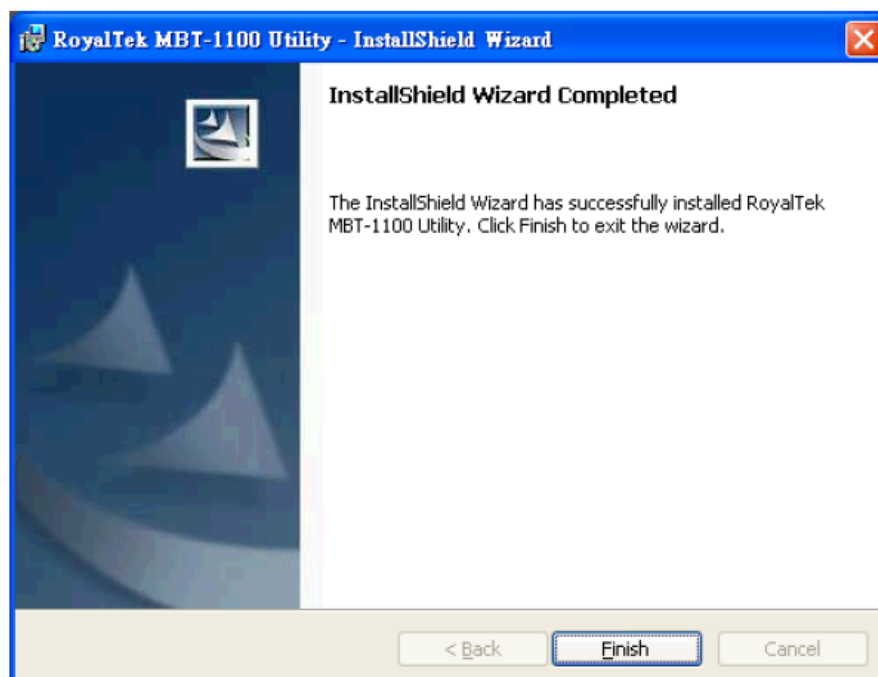 RoyalTek MBT-1100 Utility - InstallShield Wizard
InstallShield Wizard Completed
The InstallShield Wizard has successfully installed RoyalTek
MBT-1100 Utility. Click Finish to exit the wizard.
< Back Finish Cancel